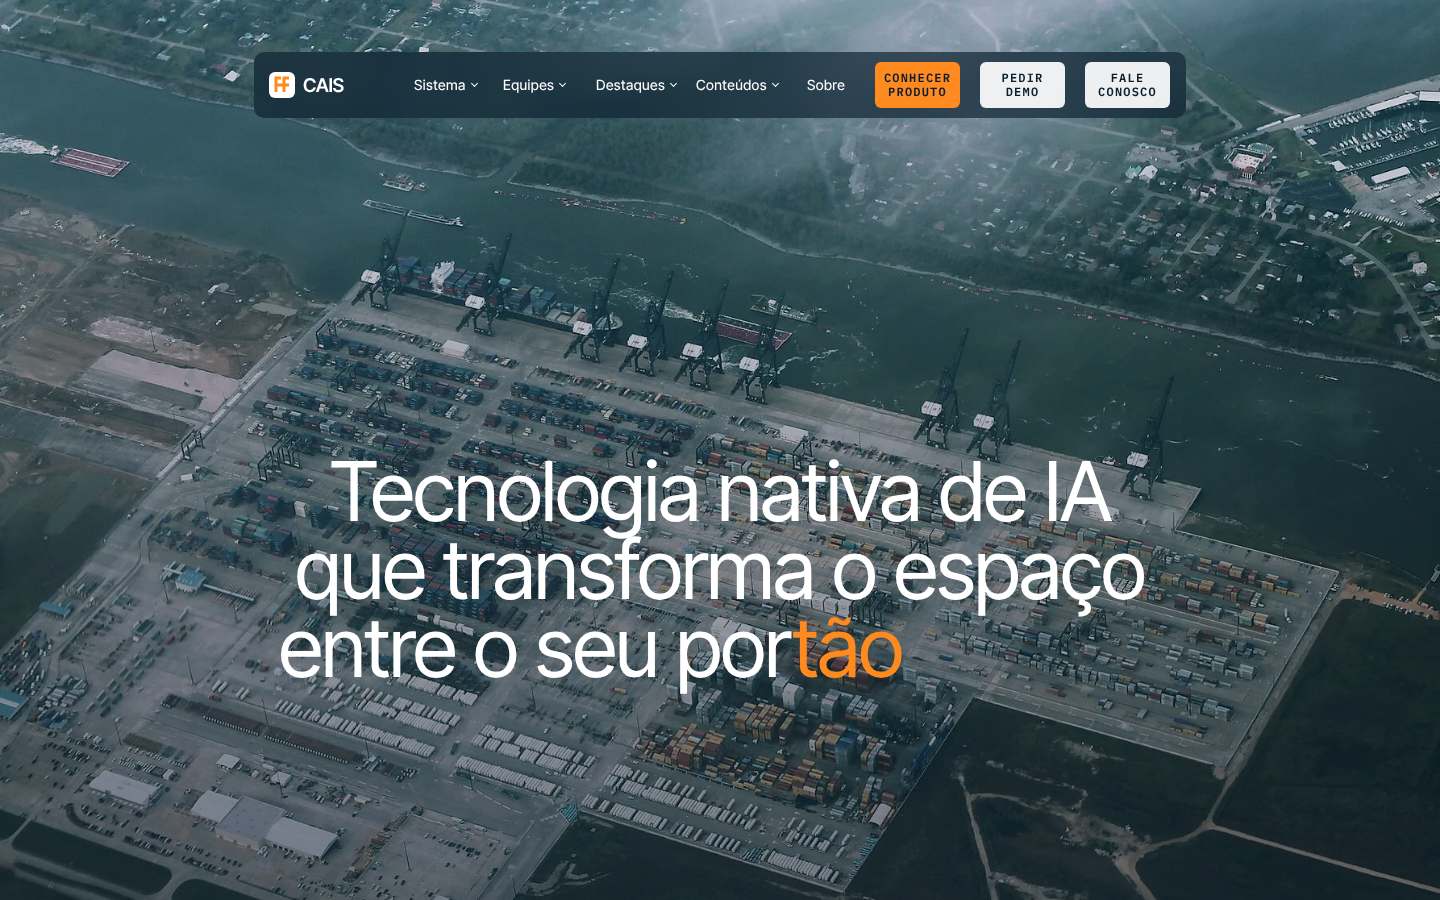 CAIS
Sistema
Equipes
Destaques
Conteúdos
Sobre
CONHECER
PRODUTO
PEDIR
DEMO
FALE
CONOSCO
Tecnologia nativa de IA
que transforma o espaço
entre o seu portão